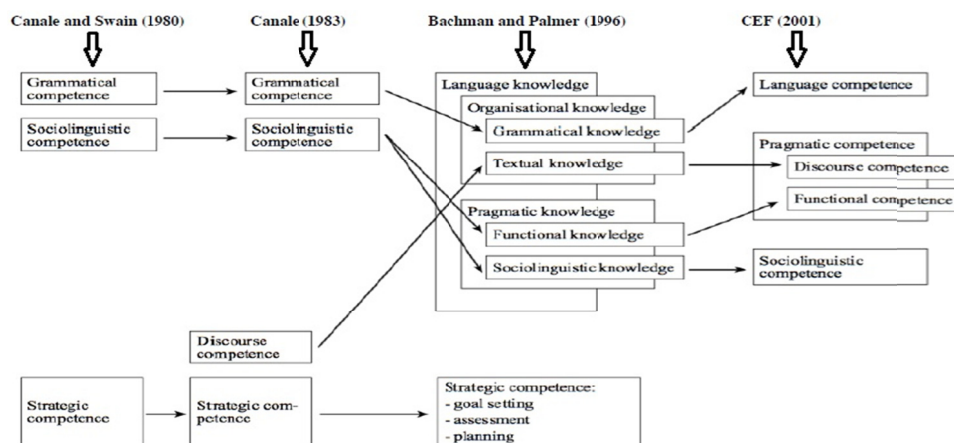 Canale and Swain (1980)
Canale (1983)
Bachman and Palmer (1996)
CEF (2001)
Grammatical
competence
Sociolinguistic
competence
Strategic
competence
Grammatical
competence
Sociolinguistic
competence
Discourse
competence
Strategic com-
petence
Language knowledge
Organisational knowledge
Grammatical knowledge
Textual knowledge
Pragmatic knowledge
Functional knowledge
Sociolinguistic knowledge
Strategic competence:
- goal setting
- assessment
- planning
Language competence
Pragmatic competence
Discourse competence
Functional competence
Sociolinguistic
competence